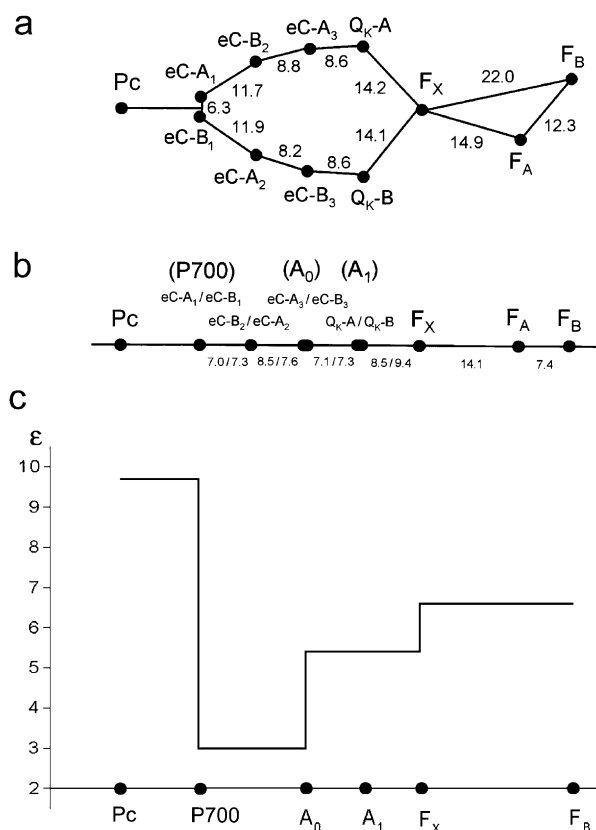 a
eC-A3 QK-A
eC-B2
eC-A1 8.8 8.6 FB
Pc 11.7 14.2 FX 22.0
6.3
eC-B1 11.9 14.1 14.9 12.3
8.2 8.6 FA
eC-A2 eC-B3 QK-B
b
(P700) (A0) (A1)
eC-A1/eC-B1 eC-A3/eC-B3
Pc eC-B2/eC-A2 QK-A/QK-B FX FA FB
7.0/7.3 8.5/7.6 7.1/7.3 8.5/9.4 14.1 7.4
c
ε
10
9
8
7
6
5
4
3
2
Pc P700 A0 A1 FX FB